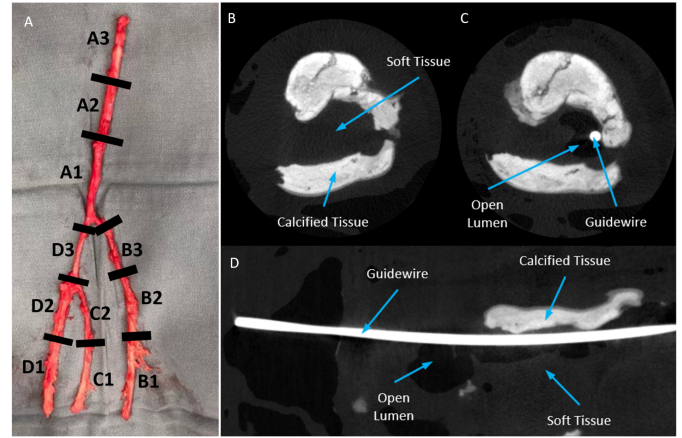 A
A3
A2
A1
D3
B3
D2
C2
B2
D1
C1
B1
B
Soft Tissue
Calcified Tissue
C
Open
Lumen
Guidewire
D
Guidewire
Calcified Tissue
Open
Lumen
Soft Tissue